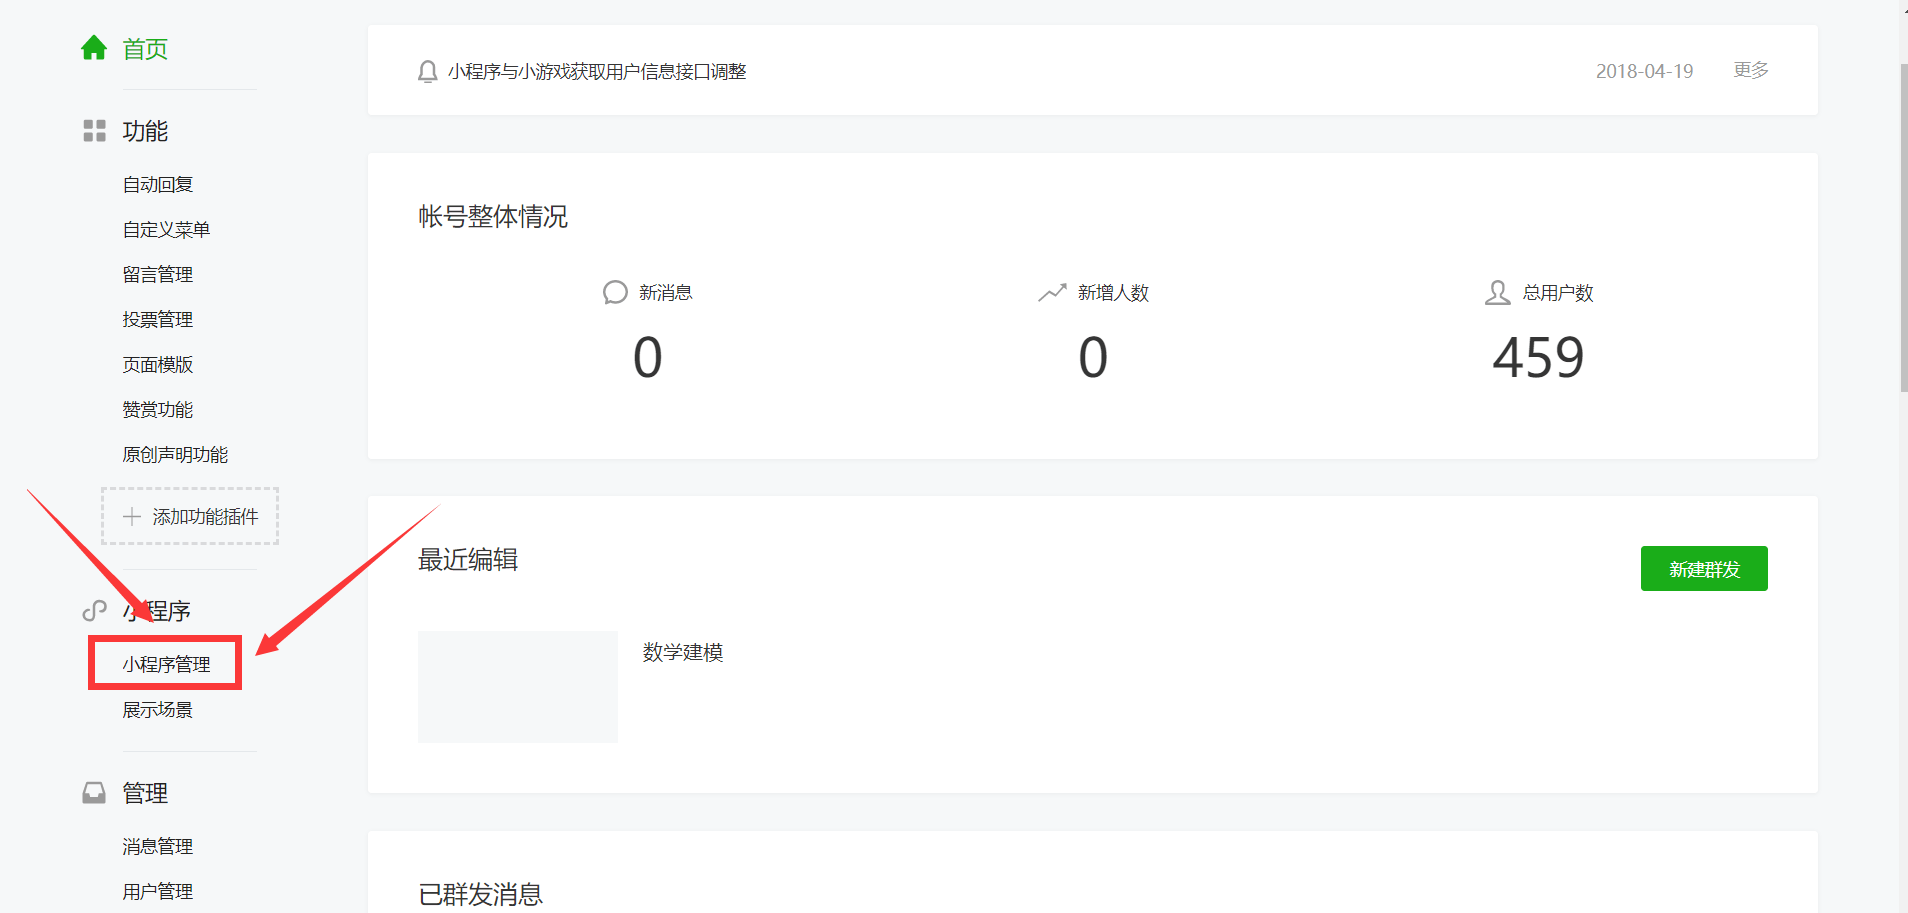 首页
功能
自动回复
自定义菜单
留言管理
投票管理
页面模版
赞赏功能
原创声明功能
添加功能插件
小程序
小程序管理
展示场景
管理
消息管理
用户管理
小程序与小游戏获取用户信息接口调整
2018-04-19
更多
帐号整体情况
新消息
0
新增人数
0
总用户数
459
最近编辑
新建群发
数学建模
已群发消息